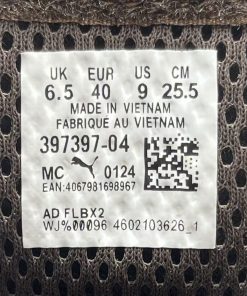 UK EUR US CM
6.5 40 9 25.5
MADE IN VIETNAM
FABRIQUÉ AU VIETNAM
397397-04
MC 0124
EAN:4067981698967
AD FLBX2
WJ%00096 4602103626 1